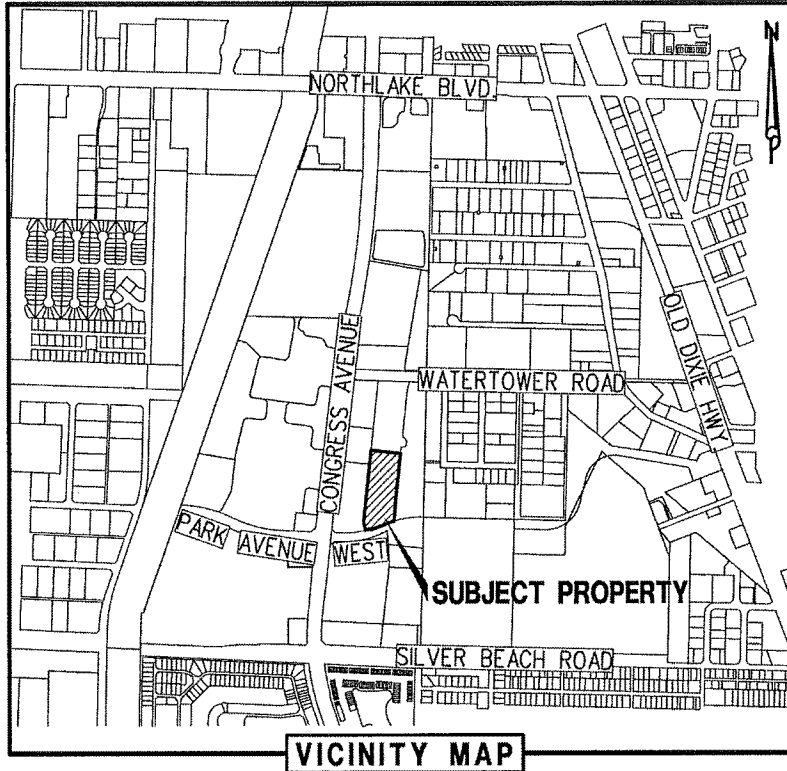 N
NORTHLAKE BLVD.
OLD DIXIE HWY
CONGRESS AVENUE
WATERTOWER ROAD
PARK AVENUE WEST
SUBJECT PROPERTY
SILVER BEACH ROAD
VICINITY MAP